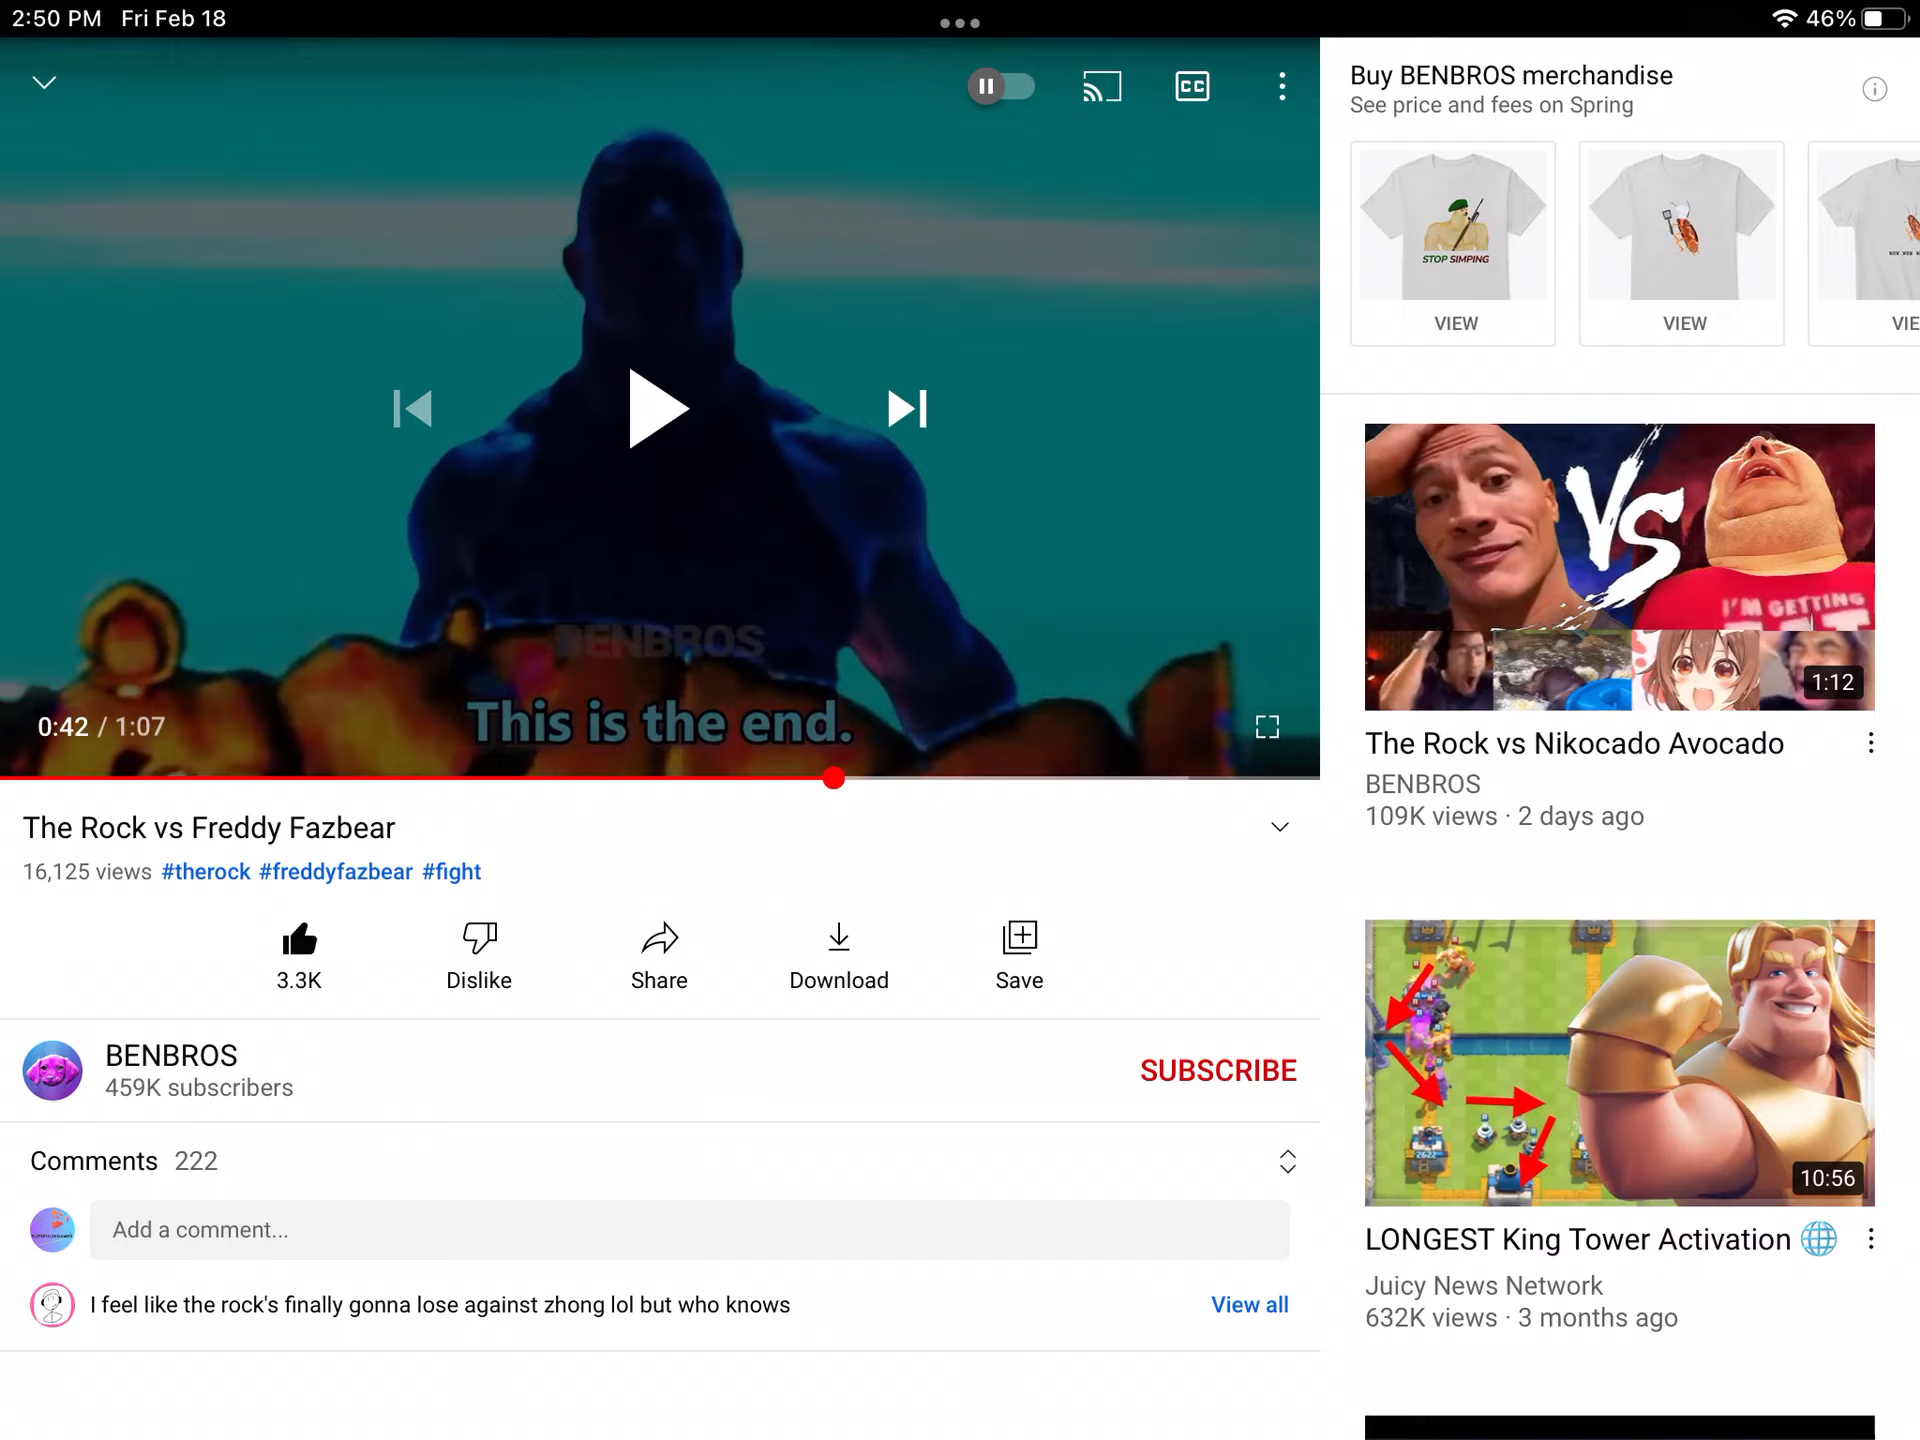 2:50 PM Fri Feb 18
46%
CC
BENBROS
This is the end.
0:42 / 1:07
The Rock vs Freddy Fazbear
16,125 views #therock #freddyfazbear #fight
3.3K
Dislike
Share
Download
Save
BENBROS
459K subscribers
SUBSCRIBE
Comments 222
Add a comment...
I feel like the rock's finally gonna lose against zhong lol but who knows
View all
Buy BENBROS merchandise
See price and fees on Spring
STOP SIMPING
VIEW
VIEW
VIE
VS
I'M GETTING
1:12
The Rock vs Nikocado Avocado
BENBROS
109K views · 2 days ago
2622
10:56
LONGEST King Tower Activation
Juicy News Network
632K views · 3 months ago